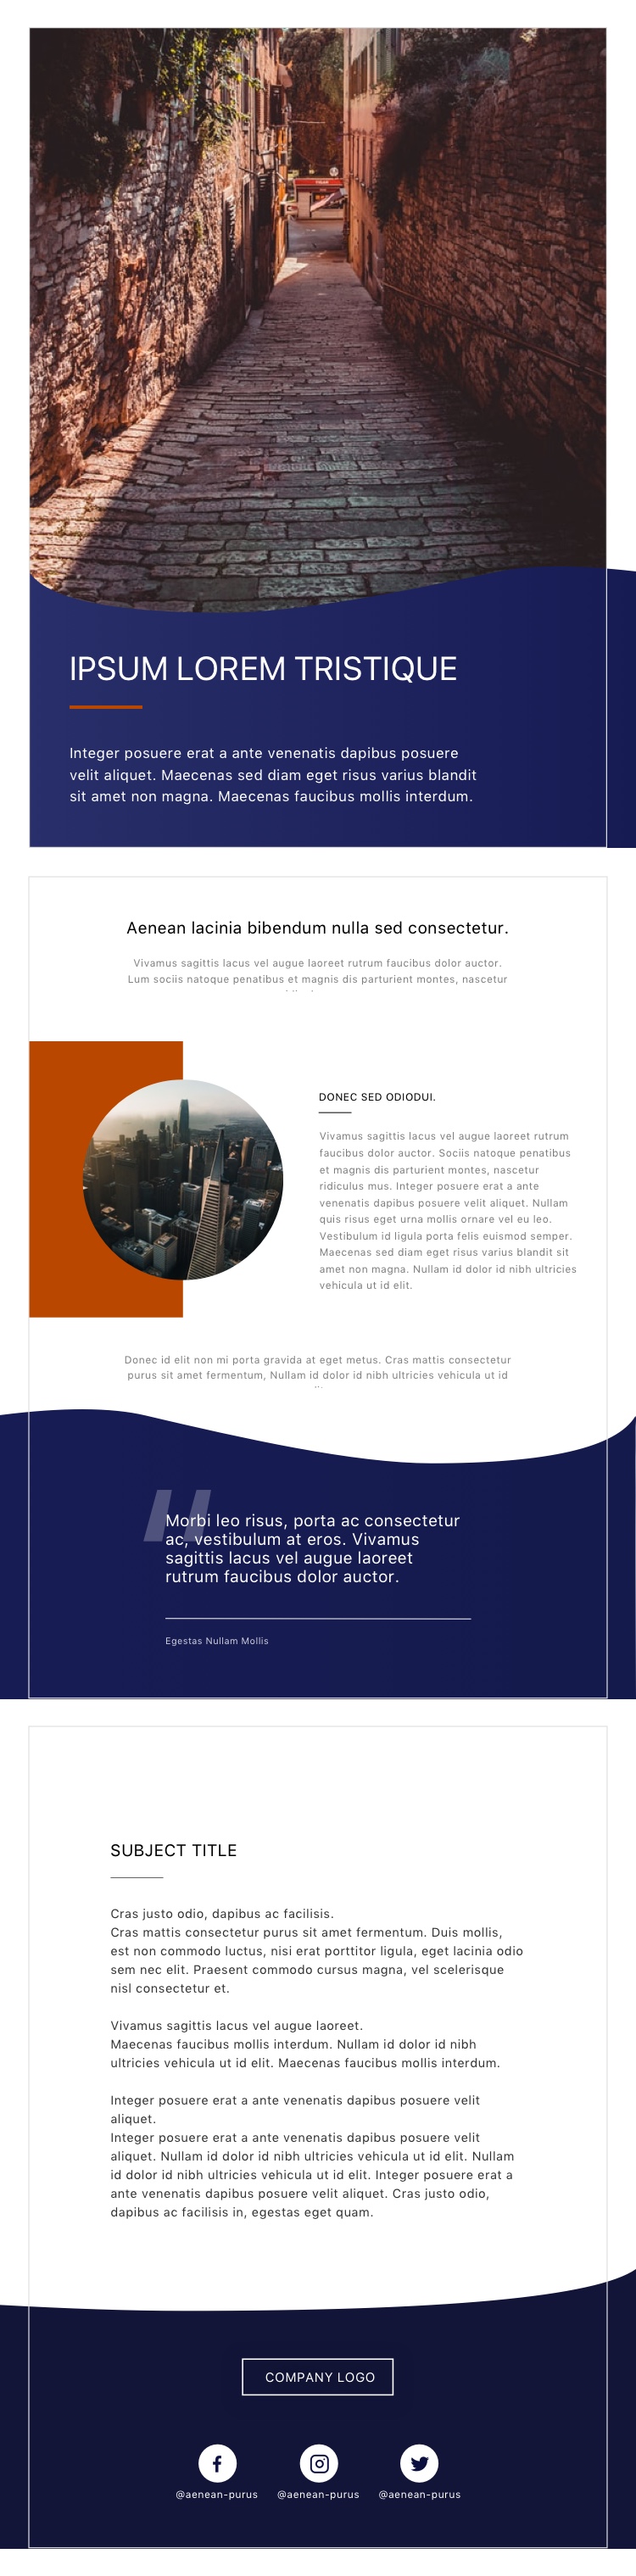 IPSUM LOREM TRISTIQUE
Integer posuere erat a ante venenatis dapibus posuere
velit aliquet. Maecenas sed diam eget risus varius blandit
sit amet non magna. Maecenas faucibus mollis interdum.
Aenean lacinia bibendum nulla sed consectetur.
Vivamus sagittis lacus vel augue laoreet rutrum faucibus dolor auctor.
Lum sociis natoque penatibus et magnis dis parturient montes, nascetur
DONEC SED ODIODUI.
Vivamus sagittis lacus vel augue laoreet rutrum
faucibus dolor auctor. Sociis natoque penatibus
et magnis dis parturient montes, nascetur
ridiculus mus. Integer posuere erat a ante
venenatis dapibus posuere velit aliquet. Nullam
quis risus eget urna mollis ornare vel eu leo.
Vestibulum id ligula porta felis euismod semper.
Maecenas sed diam eget risus varius blandit sit
amet non magna. Nullam id dolor id nibh ultricies
vehicula ut id elit.
Donec id elit non mi porta gravida at eget metus. Cras mattis consectetur
purus sit amet fermentum, Nullam id dolor id nibh ultricies vehicula ut id
"
Morbi leo risus, porta ac consectetur
ac, vestibulum at eros. Vivamus
sagittis lacus vel augue laoreet
rutrum faucibus dolor auctor.
Egestas Nullam Mollis
SUBJECT TITLE
Cras justo odio, dapibus ac facilisis.
Cras mattis consectetur purus sit amet fermentum. Duis mollis,
est non commodo luctus, nisi erat porttitor ligula, eget lacinia odio
sem nec elit. Praesent commodo cursus magna, vel scelerisque
nisl consectetur et.
Vivamus sagittis lacus vel augue laoreet.
Maecenas faucibus mollis interdum. Nullam id dolor id nibh
ultricies vehicula ut id elit. Maecenas faucibus mollis interdum.
Integer posuere erat a ante venenatis dapibus posuere velit
aliquet.
Integer posuere erat a ante venenatis dapibus posuere velit
aliquet. Nullam id dolor id nibh ultricies vehicula ut id elit. Nullam
id dolor id nibh ultricies vehicula ut id elit. Integer posuere erat a
ante venenatis dapibus posuere velit aliquet. Cras justo odio,
dapibus ac facilisis in, egestas eget quam.
COMPANY LOGO
@aenean-purus @aenean-purus @aenean-purus